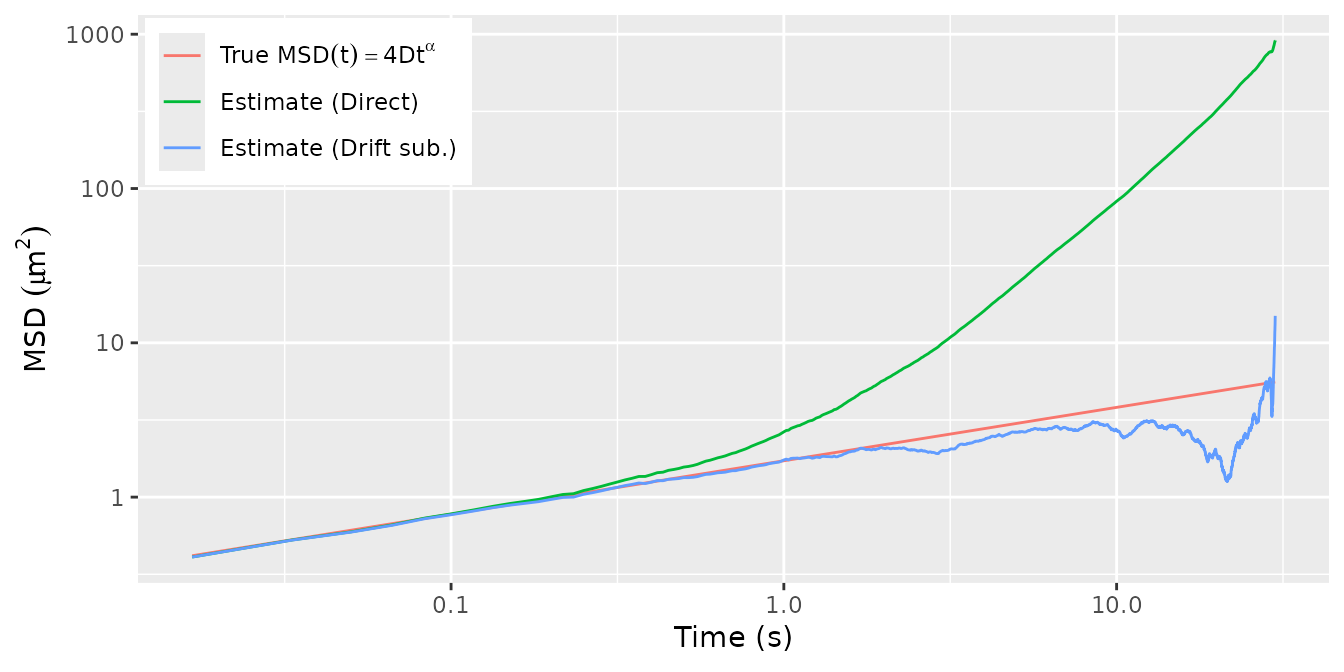 True MSD(t) = 4Dtᵅ
Estimate (Direct)
Estimate (Drift sub.)
1000
100
10
1
MSD (μm²)
0.1
1.0
10.0
Time (s)